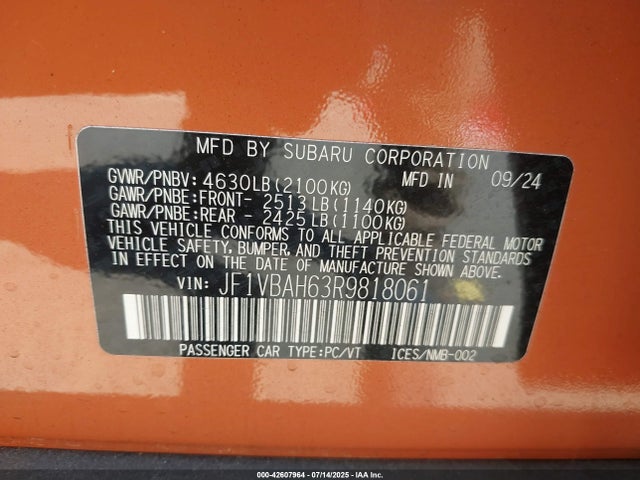 MFD BY SUBARU CORPORATION
GVWR/PNBV: 4630LB (2100KG) MFD IN 09/24
GAWR/PNBE:FRONT- 2513LB (1140KG)
GAWR/PNBE:REAR - 2425LB (1100KG)
THIS VEHICLE CONFORMS TO ALL APPLICABLE FEDERAL MOTOR
VEHICLE SAFETY, BUMPER, AND THEFT PREVENTION STANDARDS
IN EFFECT ON THE DATE OF MANUFACTURE SHOWN ABOVE.
VIN: JF1VBAH63R9818061
PASSENGER CAR TYPE:PC/VT ICES/NMB-002
000-42607964 - 07/14/2025 - IAA Inc.